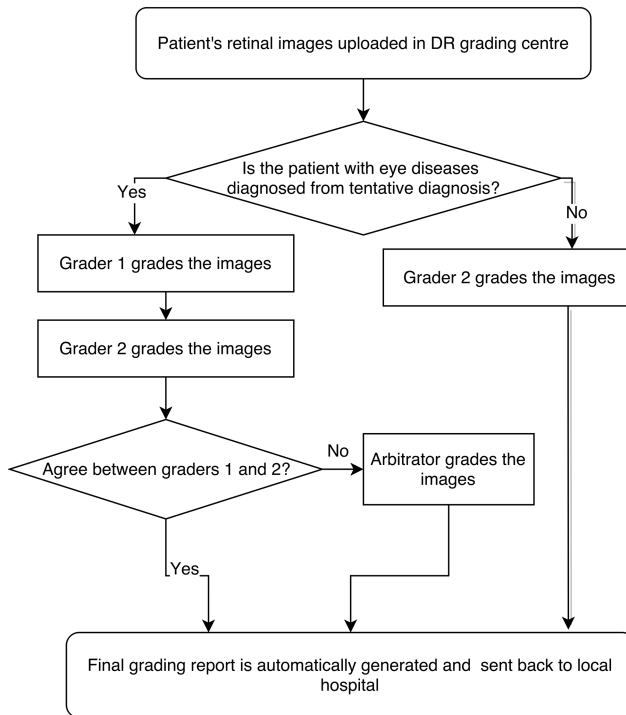 Patient's retinal images uploaded in DR grading centre
Is the patient with eye diseases
diagnosed from tentative diagnosis?
Yes
No
Grader 1 grades the images
Grader 2 grades the images
Grader 2 grades the images
Agree between graders 1 and 2?
No
Arbitrator grades the
images
Yes
Final grading report is automatically generated and  sent back to local
hospital